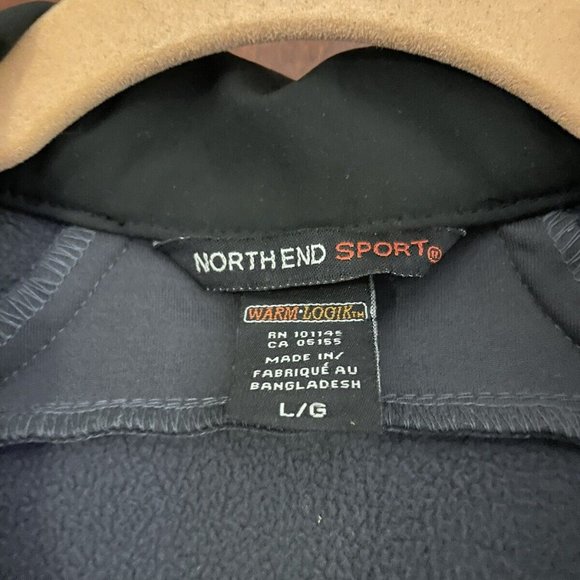 NORTH END SPORT
WARM·LOGIK™
RN 101145
CA 05155
MADE IN/
FABRIQUÉ AU
BANGLADESH
L/G